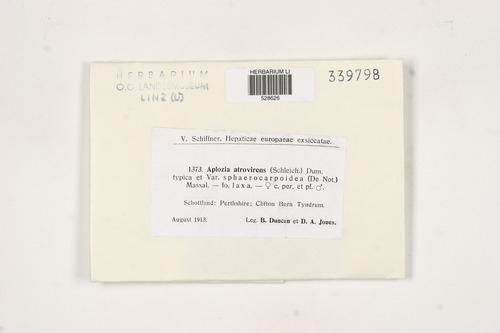 HERBARIUM
O.Ö. LANDESMUSEUM
LINZ (LI)
HERBARIUM LI
528626
339798
V. Schiffner, Hepaticae europaeae exsiccatae.
1373. Aplozia atrovirens (Schleich.) Dum.
typica et Var. sphaerocarpoidea (De Not.)
Massal. — fo. laxa. — ♀ c. per. et pl. ♂.
Schottland: Perthshire; Clifton Bern Tyndrum.
August 1913. Leg. B. Duncan et D. A. Jones.